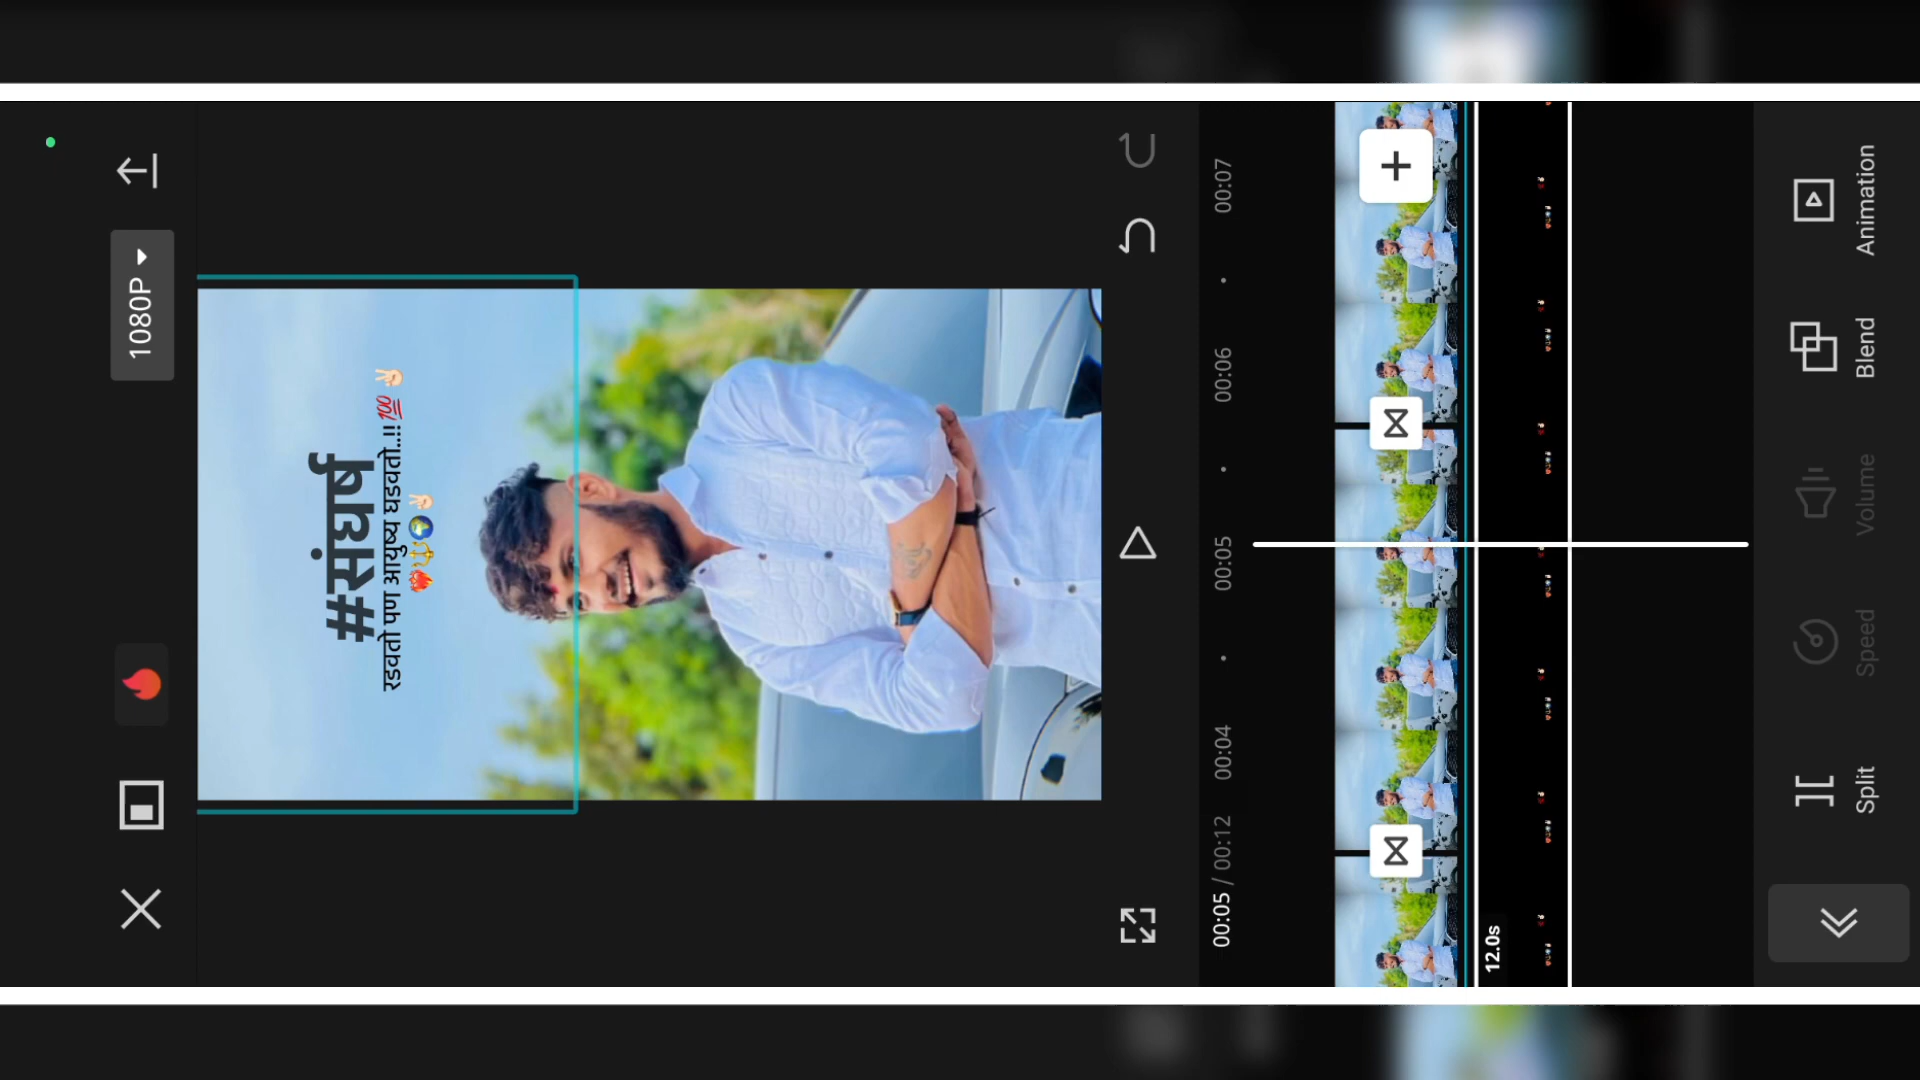 1080P
#संघर्ष
रडवतो पण आयुष्य घडवतो..!! 💯✌🏻
❤️‍🔥🔱🌍✌🏻
00:05 / 00:12 00:04 00:05 00:06 00:07
12.0s
Split Speed Volume Blend Animation